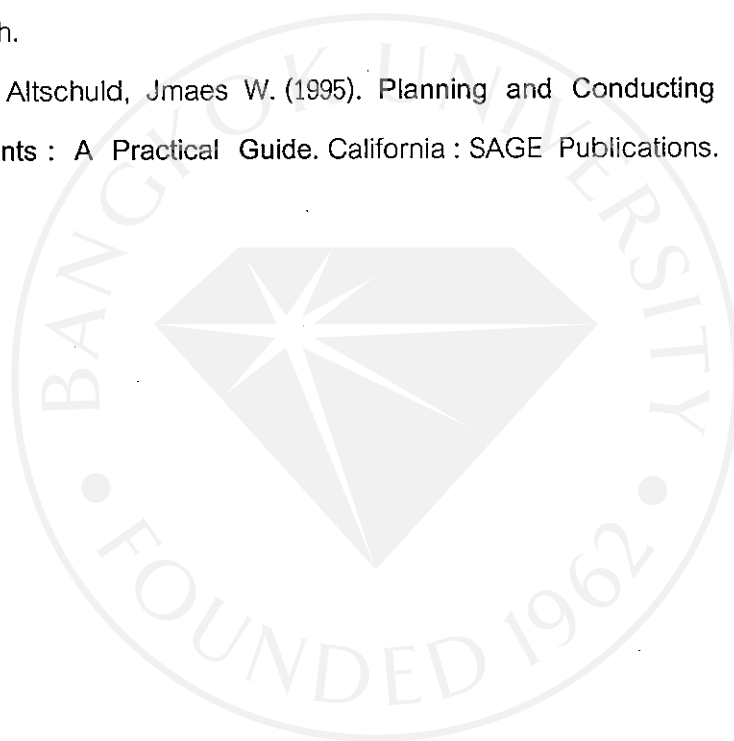 h.
Altschuld, Jmaes W. (1995). Planning and Conducting
nts : A Practical Guide. California : SAGE Publications.
BANGKOK UNIVERSITY
FOUNDED 1962